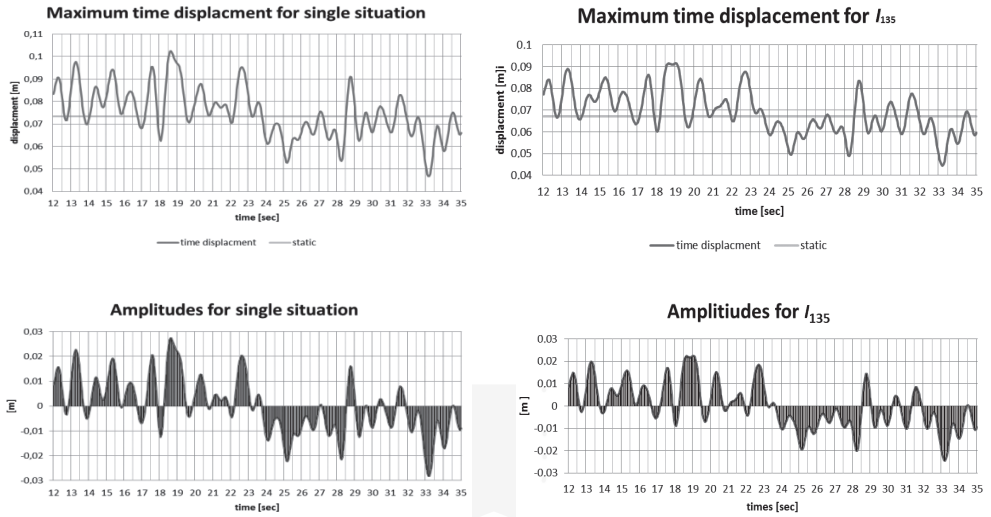 Maximum time displacment for single situation
0,11
0,1
0,09
0,08
0,07
0,06
0,05
0,04
displacment [m]
12 13 14 15 16 17 18 19 20 21 22 23 24 25 26 27 28 29 30 31 32 33 34 35
time [sec]
time displacment static
Maximum time displacement for I135
0.1
0,09
0,08
0,07
0,06
0.05
0.04
displacment [m]i
12 13 14 15 16 17 18 19 20 21 22 23 24 25 26 27 28 29 30 31 32 33 34 35
time [sec]
time displacment static
Amplitudes for single situation
0,03
0,02
0,01
0
-0,01
-0,02
-0,03
[m]
12 13 14 15 16 17 18 19 20 21 22 23 24 25 26 27 28 29 30 31 32 33 34 35
time [sec]
Amplitiudes for I135
0.03
0.02
0.01
0
-0.01
-0.02
-0.03
[m ]
12 13 14 15 16 17 18 19 20 21 22 23 24 25 26 27 28 29 30 31 32 33 34 35
times [sec]